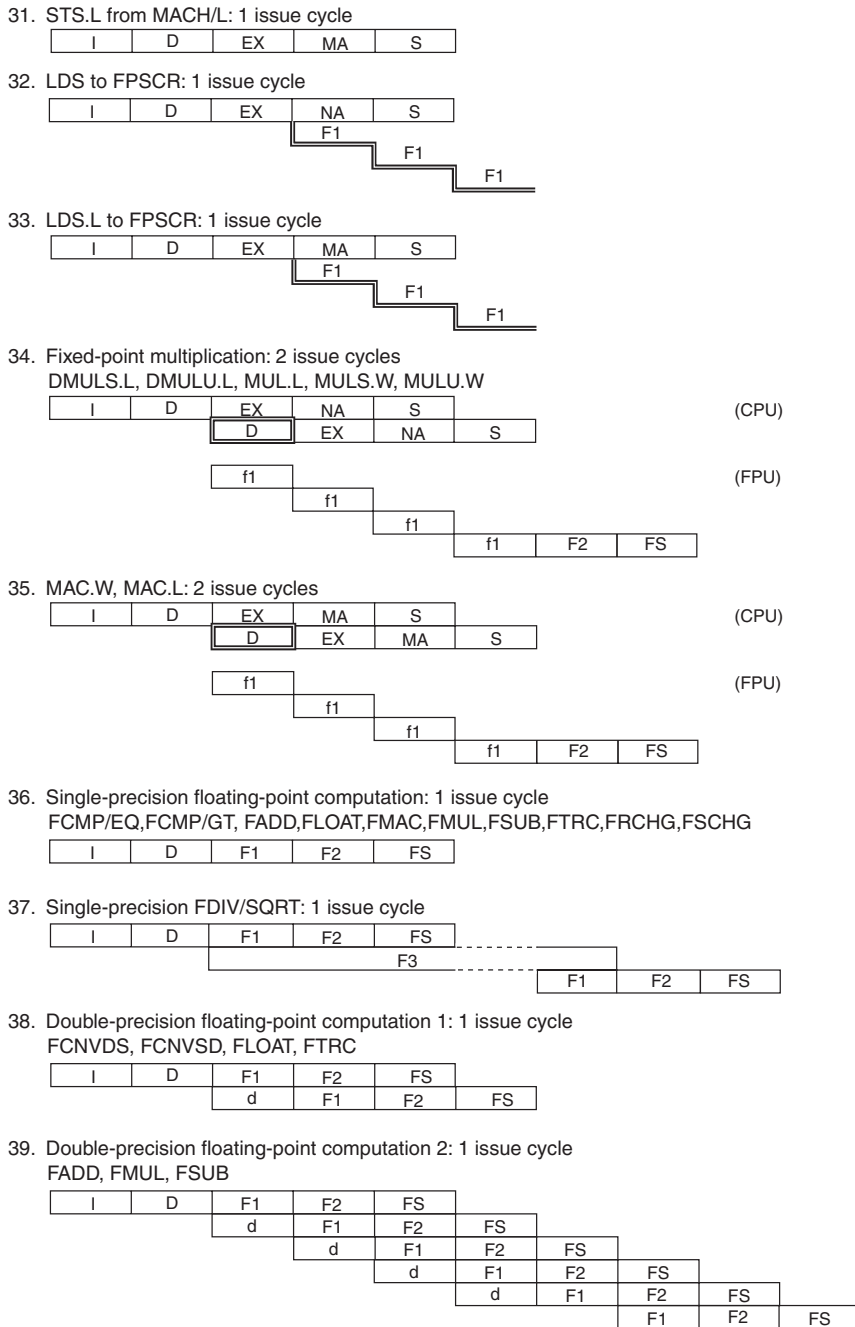 31. STS.L from MACH/L: 1 issue cycle
I D EX MA S
32. LDS to FPSCR: 1 issue cycle
I D EX NA S
F1
F1
F1
33. LDS.L to FPSCR: 1 issue cycle
I D EX MA S
F1
F1
F1
34. Fixed-point multiplication: 2 issue cycles
DMULS.L, DMULU.L, MUL.L, MULS.W, MULU.W
I D EX NA S (CPU)
D EX NA S
f1 (FPU)
f1
f1
f1 F2 FS
35. MAC.W, MAC.L: 2 issue cycles
I D EX MA S (CPU)
D EX MA S
f1 (FPU)
f1
f1
f1 F2 FS
36. Single-precision floating-point computation: 1 issue cycle
FCMP/EQ,FCMP/GT, FADD,FLOAT,FMAC,FMUL,FSUB,FTRC,FRCHG,FSCHG
I D F1 F2 FS
37. Single-precision FDIV/SQRT: 1 issue cycle
I D F1 F2 FS
F3
F1 F2 FS
38. Double-precision floating-point computation 1: 1 issue cycle
FCNVDS, FCNVSD, FLOAT, FTRC
I D F1 F2 FS
d F1 F2 FS
39. Double-precision floating-point computation 2: 1 issue cycle
FADD, FMUL, FSUB
I D F1 F2 FS
d F1 F2 FS
d F1 F2 FS
d F1 F2 FS
d F1 F2 FS
F1 F2 FS